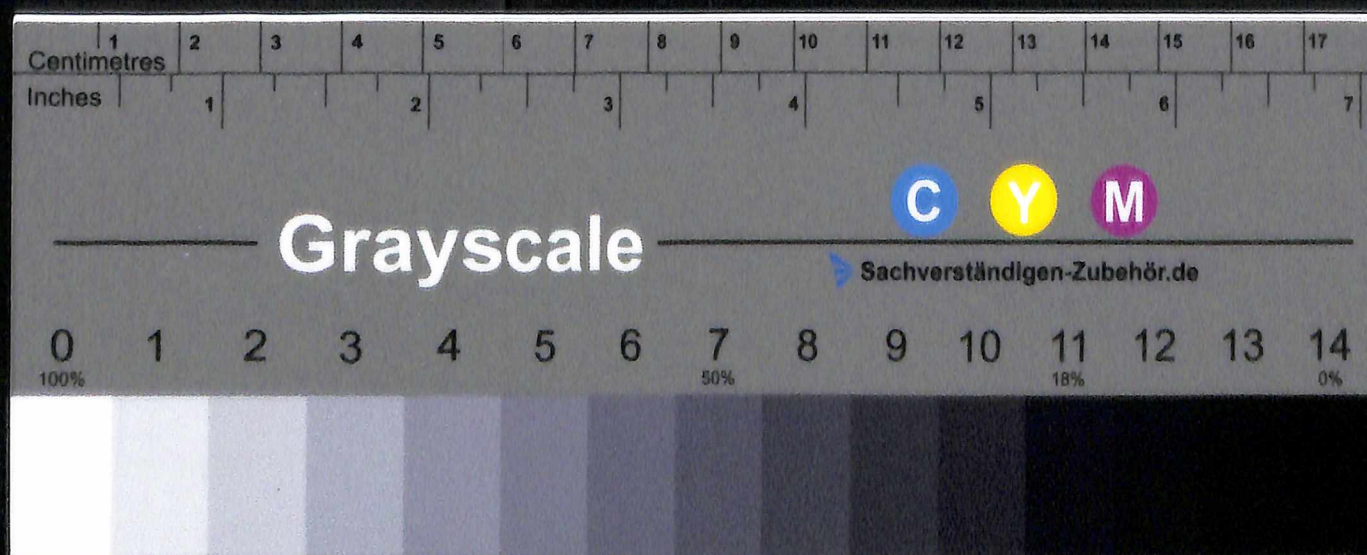 1 2 3 4 5 6 7 8 9 10 11 12 13 14 15 16 17
Centimetres
Inches 1 2 3 4 5 6 7
C Y M
Grayscale
Sachverständigen-Zubehör.de
0 1 2 3 4 5 6 7 8 9 10 11 12 13 14
100% 50% 18% 0%